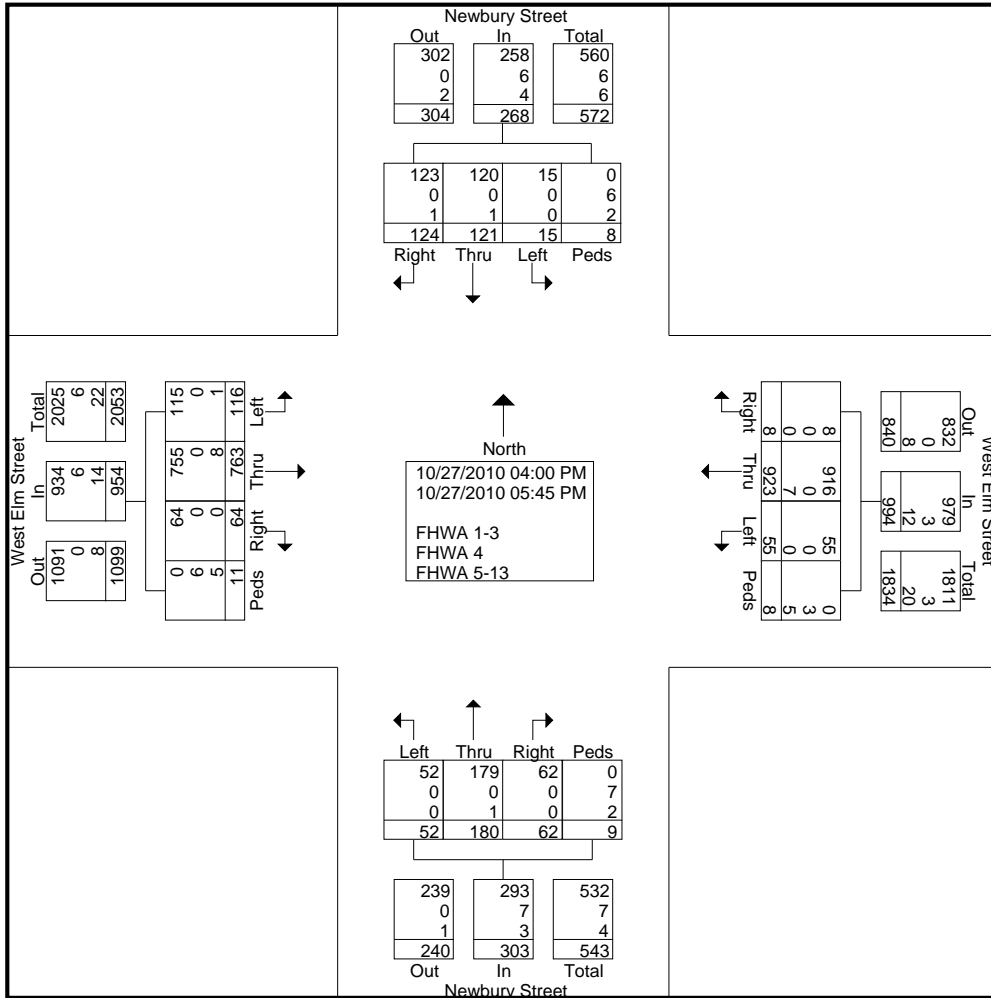 Newbury Street
Out In Total
302 258 560
0 6 6
2 4 6
304 268 572
123 120 15 0
0 0 0 6
1 1 0 2
124 121 15 8
Right Thru Left Peds
West Elm Street
Total In Out
2025 6 22 2053
934 6 14 954
1091 0 8 1099
115 0 1 116 Left
755 0 8 763 Thru
64 0 0 64 Right
0 6 5 11 Peds
North
10/27/2010 04:00 PM
10/27/2010 05:45 PM
FHWA 1-3
FHWA 4
FHWA 5-13
Right 8 0 0 8
Thru 923 7 0 916
Left 55 0 0 55
Peds 8 5 3 0
Out In Total
840 8 0 832
994 12 3 979
1834 20 3 1811
West Elm Street
Left Thru Right Peds
52 179 62 0
0 0 0 7
0 1 0 2
52 180 62 9
239 293 532
0 7 7
1 3 4
240 303 543
Out In Total
Newbury Street